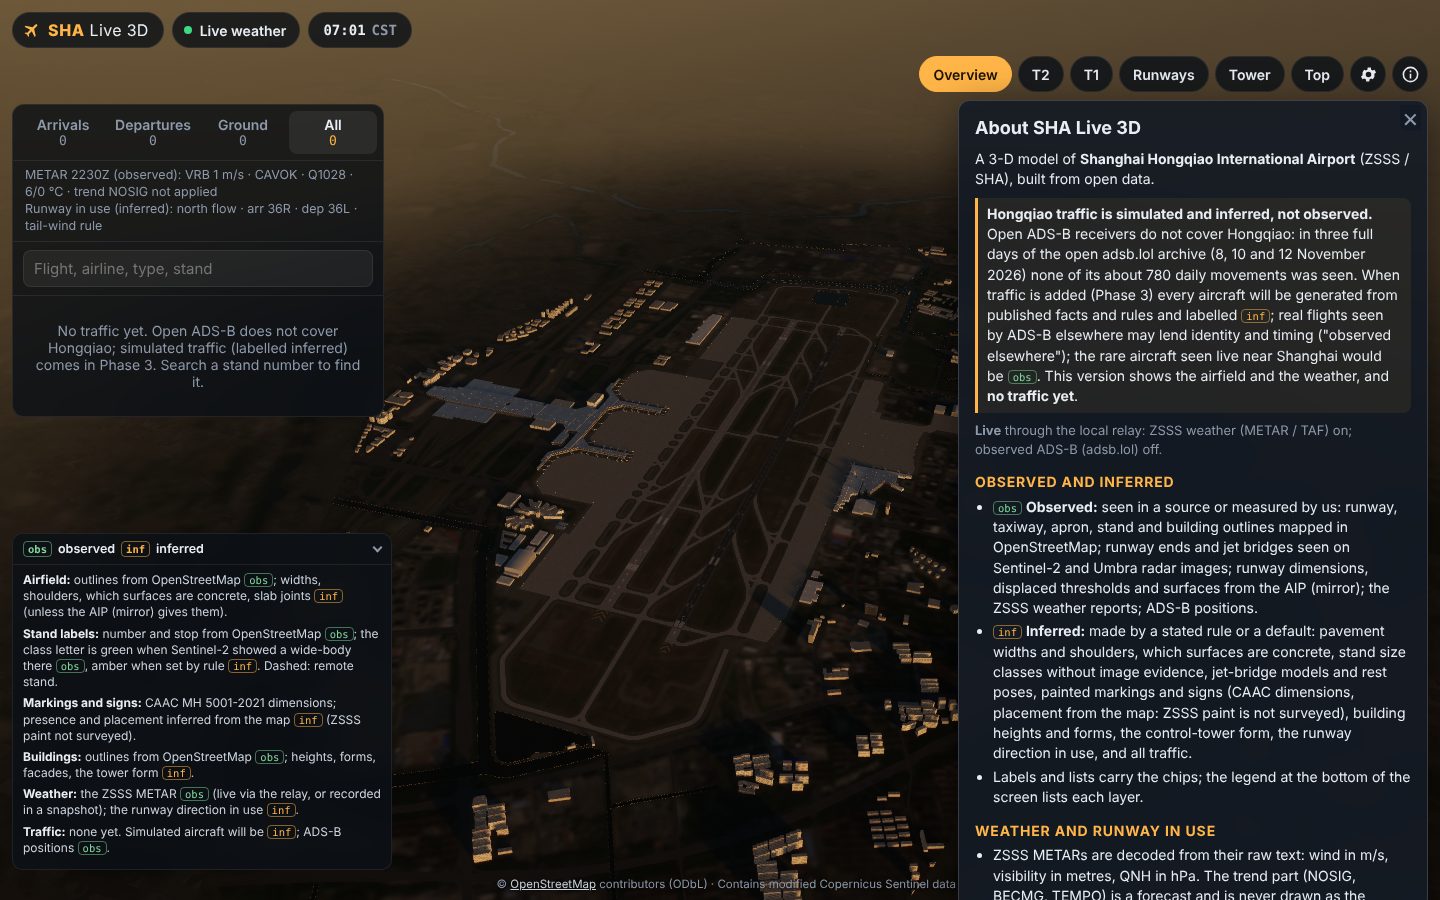 SHA Live 3D
Live weather
07:01 CST
Overview
T2
T1
Runways
Tower
Top
Arrivals
0
Departures
0
Ground
0
All
0
METAR 2230Z (observed): VRB 1 m/s · CAVOK · Q1028 ·
6/0 °C · trend NOSIG not applied
Runway in use (inferred): north flow · arr 36R · dep 36L ·
tail-wind rule
Flight, airline, type, stand
No traffic yet. Open ADS-B does not cover
Hongqiao; simulated traffic (labelled inferred)
comes in Phase 3. Search a stand number to find
it.
obs observed inf inferred
Airfield: outlines from OpenStreetMap obs; widths,
shoulders, which surfaces are concrete, slab joints inf
(unless the AIP (mirror) gives them).
Stand labels: number and stop from OpenStreetMap obs; the
class letter is green when Sentinel-2 showed a wide-body
there obs, amber when set by rule inf. Dashed: remote
stand.
Markings and signs: CAAC MH 5001-2021 dimensions;
presence and placement inferred from the map inf (ZSSS
paint not surveyed).
Buildings: outlines from OpenStreetMap obs; heights, forms,
facades, the tower form inf.
Weather: the ZSSS METAR obs (live via the relay, or recorded
in a snapshot); the runway direction in use inf.
Traffic: none yet. Simulated aircraft will be inf; ADS-B
positions obs.
About SHA Live 3D
A 3-D model of Shanghai Hongqiao International Airport (ZSSS /
SHA), built from open data.
Hongqiao traffic is simulated and inferred, not observed.
Open ADS-B receivers do not cover Hongqiao: in three full
days of the open adsb.lol archive (8, 10 and 12 November
2026) none of its about 780 daily movements was seen. When
traffic is added (Phase 3) every aircraft will be generated from
published facts and rules and labelled inf; real flights seen
by ADS-B elsewhere may lend identity and timing ("observed
elsewhere"); the rare aircraft seen live near Shanghai would
be obs. This version shows the airfield and the weather, and
no traffic yet.
Live through the local relay: ZSSS weather (METAR / TAF) on;
observed ADS-B (adsb.lol) off.
OBSERVED AND INFERRED
• obs Observed: seen in a source or measured by us: runway,
taxiway, apron, stand and building outlines mapped in
OpenStreetMap; runway ends and jet bridges seen on
Sentinel-2 and Umbra radar images; runway dimensions,
displaced thresholds and surfaces from the AIP (mirror); the
ZSSS weather reports; ADS-B positions.
• inf Inferred: made by a stated rule or a default: pavement
widths and shoulders, which surfaces are concrete, stand size
classes without image evidence, jet-bridge models and rest
poses, painted markings and signs (CAAC dimensions,
placement from the map: ZSSS paint is not surveyed), building
heights and forms, the control-tower form, the runway
direction in use, and all traffic.
• Labels and lists carry the chips; the legend at the bottom of the
screen lists each layer.
WEATHER AND RUNWAY IN USE
• ZSSS METARs are decoded from their raw text: wind in m/s,
visibility in metres, QNH in hPa. The trend part (NOSIG,
BECMG, TEMPO) is a forecast and is never drawn as the
© OpenStreetMap contributors (ODbL) · Contains modified Copernicus Sentinel data